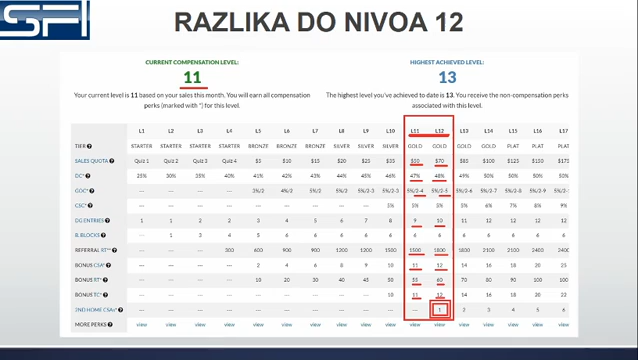 SFI
RAZLIKA DO NIVOA 12
CURRENT COMPENSATION LEVEL:
11
Your current level is 11 based on your sales this month. You will earn all compensation
perks (marked with *) for this level.
HIGHEST ACHIEVED LEVEL:
13
The highest level you've achieved to date is 13. You receive the non-compensation perks
associated with this level.
L1 L2 L3 L4 L5 L6 L7 L8 L9 L10 L11 L12 L13 L14 L15 L16 L17
TIER STARTER STARTER STARTER STARTER BRONZE BRONZE BRONZE SILVER SILVER SILVER GOLD GOLD GOLD GOLD PLAT PLAT PLAT
SALES QUOTA Quiz 1 Quiz 2 Quiz 3 Quiz 4 $5 $10 $15 $20 $25 $35 $50 $70 $85 $100 $125 $150 $175
DC* 25% 30% 35% 40% 41% 42% 43% 44% 45% 46% 47% 48% 49% 50% 50% 50% 50%
GOC* --- --- --- --- 5%/2 4%/2 5%/2 5%/2 5%/2-3 5%/2-3 5%/2-4 5%/2-5 5%/2-6 5%/2-7 5%/2-8 5%/2-9 5%/2-
CSC* --- --- --- --- --- --- --- --- --- 5% 5% 5% 5% 6% 7% 8% 9%
DG ENTRIES 1 1 2 2 3 4 5 6 7 8 9 10 11 12 12 12 12
B. BLOCKS --- 1 3 4 5 6 6 6 6 6 6 6 6 6 6 6 6
REFERRAL RT** --- --- --- 300 600 900 900 1200 1200 1500 1500 1800 1800 2100 2100 2400 2400
BONUS CSA* --- --- --- --- 2 4 6 8 9 10 11 12 14 16 18 20 25
BONUS RT* --- --- --- --- 10 20 30 40 45 50 55 60 70 80 90 100 100
BONUS TC* --- --- --- --- --- --- --- --- --- 10 11 12 14 16 18 20 22
2ND HOME CSAs* --- --- --- --- --- --- --- --- --- --- --- 1 2 3 4 5 6
MORE PERKS view view view view view view view view view view view view view view view view view